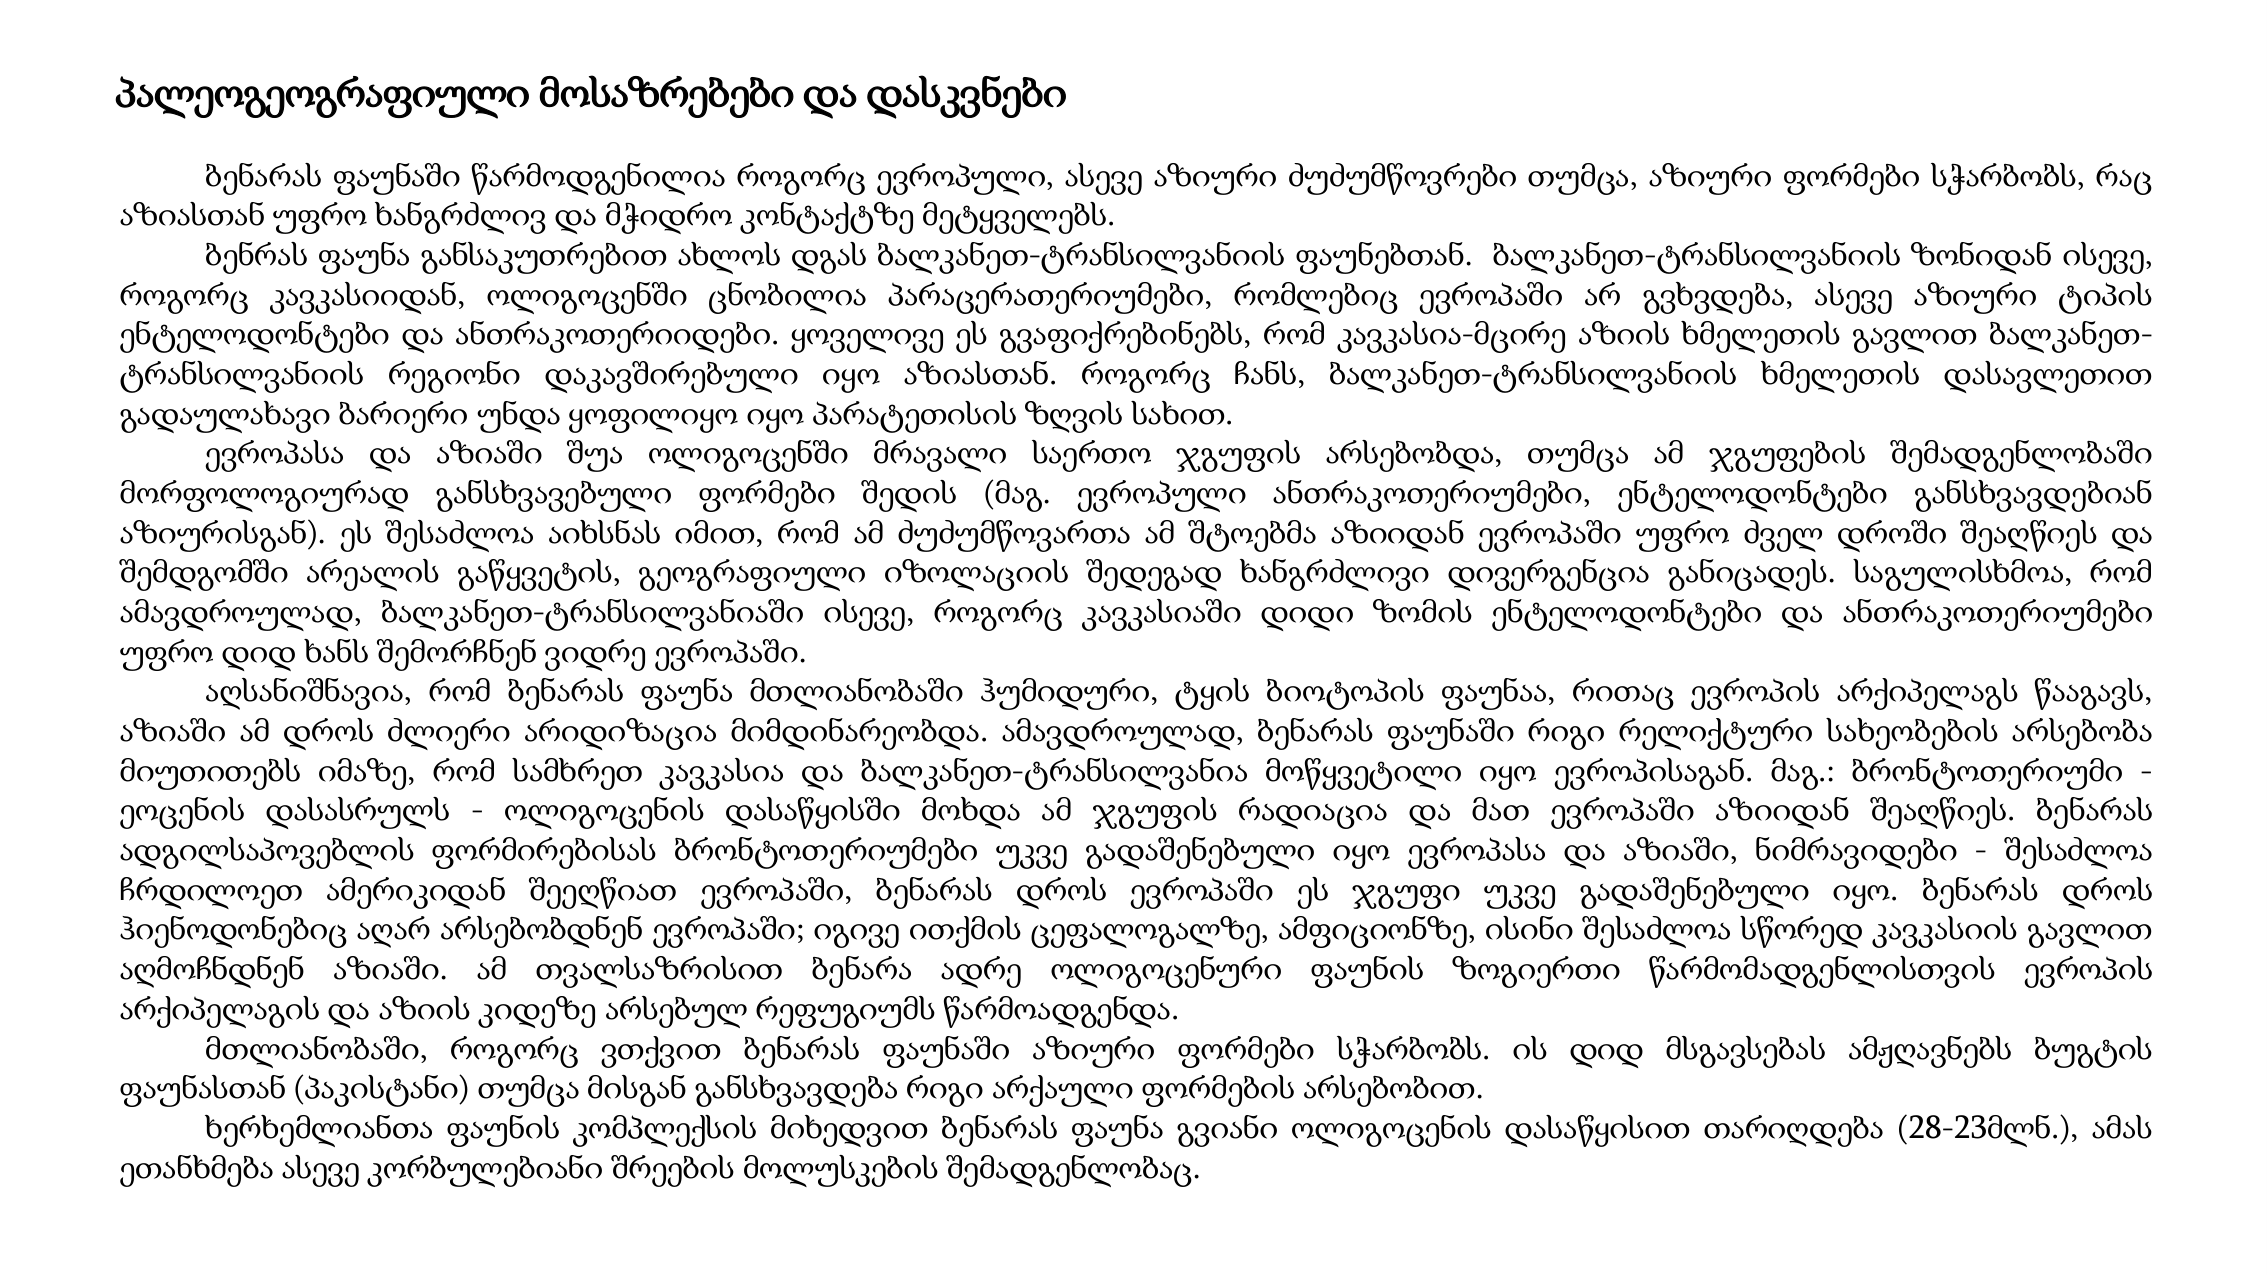 პალეოგეოგრაფიული მოსაზრებები და დასკვნები
ბენარას ფაუნაში წარმოდგენილია როგორც ევროპული, ასევე აზიური ძუძუმწოვრები თუმცა, აზიური ფორმები სჭარბობს, რაც
აზიასთან უფრო ხანგრძლივ და მჭიდრო კონტაქტზე მეტყველებს.
ბენრას ფაუნა განსაკუთრებით ახლოს დგას ბალკანეთ-ტრანსილვანიის ფაუნებთან. ბალკანეთ-ტრანსილვანიის ზონიდან ისევე,
როგორც კავკასიიდან, ოლიგოცენში ცნობილია პარაცერათერიუმები, რომლებიც ევროპაში არ გვხვდება, ასევე აზიური ტიპის
ენტელოდონტები და ანთრაკოთერიიდები. ყოველივე ეს გვაფიქრებინებს, რომ კავკასია-მცირე აზიის ხმელეთის გავლით ბალკანეთ-
ტრანსილვანიის რეგიონი დაკავშირებული იყო აზიასთან. როგორც ჩანს, ბალკანეთ-ტრანსილვანიის ხმელეთის დასავლეთით
გადაულახავი ბარიერი უნდა ყოფილიყო იყო პარატეთისის ზღვის სახით.
ევროპასა და აზიაში შუა ოლიგოცენში მრავალი საერთო ჯგუფის არსებობდა, თუმცა ამ ჯგუფების შემადგენლობაში
მორფოლოგიურად განსხვავებული ფორმები შედის (მაგ. ევროპული ანთრაკოთერიუმები, ენტელოდონტები განსხვავდებიან
აზიურისგან). ეს შესაძლოა აიხსნას იმით, რომ ამ ძუძუმწოვართა ამ შტოებმა აზიიდან ევროპაში უფრო ძველ დროში შეაღწიეს და
შემდგომში არეალის გაწყვეტის, გეოგრაფიული იზოლაციის შედეგად ხანგრძლივი დივერგენცია განიცადეს. საგულისხმოა, რომ
ამავდროულად, ბალკანეთ-ტრანსილვანიაში ისევე, როგორც კავკასიაში დიდი ზომის ენტელოდონტები და ანთრაკოთერიუმები
უფრო დიდ ხანს შემორჩნენ ვიდრე ევროპაში.
აღსანიშნავია, რომ ბენარას ფაუნა მთლიანობაში ჰუმიდური, ტყის ბიოტოპის ფაუნაა, რითაც ევროპის არქიპელაგს წააგავს,
აზიაში ამ დროს ძლიერი არიდიზაცია მიმდინარეობდა. ამავდროულად, ბენარას ფაუნაში რიგი რელიქტური სახეობების არსებობა
მიუთითებს იმაზე, რომ სამხრეთ კავკასია და ბალკანეთ-ტრანსილვანია მოწყვეტილი იყო ევროპისაგან. მაგ.: ბრონტოთერიუმი -
ეოცენის დასასრულს - ოლიგოცენის დასაწყისში მოხდა ამ ჯგუფის რადიაცია და მათ ევროპაში აზიიდან შეაღწიეს. ბენარას
ადგილსაპოვებლის ფორმირებისას ბრონტოთერიუმები უკვე გადაშენებული იყო ევროპასა და აზიაში, ნიმრავიდები - შესაძლოა
ჩრდილოეთ ამერიკიდან შეეღწიათ ევროპაში, ბენარას დროს ევროპაში ეს ჯგუფი უკვე გადაშენებული იყო. ბენარას დროს
ჰიენოდონებიც აღარ არსებობდნენ ევროპაში; იგივე ითქმის ცეფალოგალზე, ამფიციონზე, ისინი შესაძლოა სწორედ კავკასიის გავლით
აღმოჩნდნენ აზიაში. ამ თვალსაზრისით ბენარა ადრე ოლიგოცენური ფაუნის ზოგიერთი წარმომადგენლისთვის ევროპის
არქიპელაგის და აზიის კიდეზე არსებულ რეფუგიუმს წარმოადგენდა.
მთლიანობაში, როგორც ვთქვით ბენარას ფაუნაში აზიური ფორმები სჭარბობს. ის დიდ მსგავსებას ამჟღავნებს ბუგტის
ფაუნასთან (პაკისტანი) თუმცა მისგან განსხვავდება რიგი არქაული ფორმების არსებობით.
ხერხემლიანთა ფაუნის კომპლექსის მიხედვით ბენარას ფაუნა გვიანი ოლიგოცენის დასაწყისით თარიღდება (28-23მლნ.), ამას
ეთანხმება ასევე კორბულებიანი შრეების მოლუსკების შემადგენლობაც.